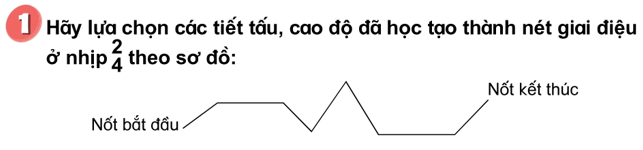 1 Hãy lựa chọn các tiết tấu, cao độ đã học tạo thành nét giai điệu
ở nhịp 2/4 theo sơ đồ:
Nốt kết thúc
Nốt bắt đầu